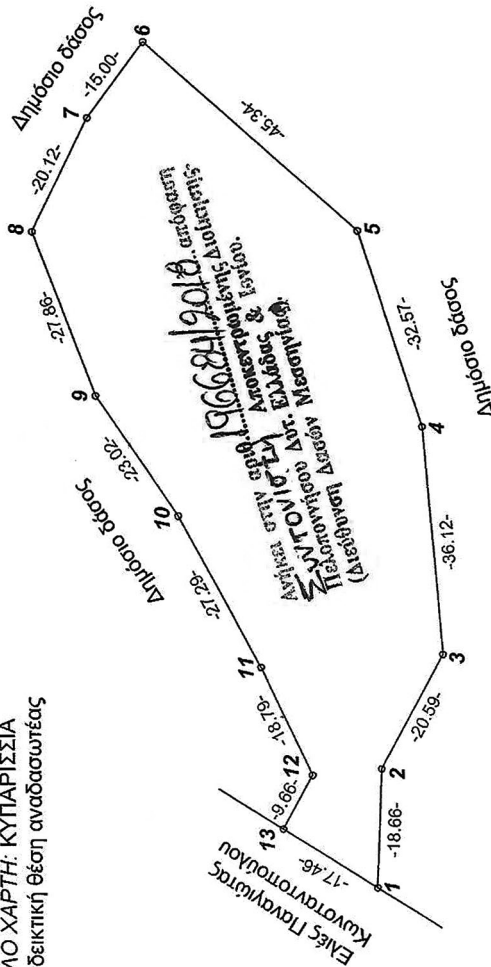 ΛΟ ΧΑΡΤΗ: ΚΥΠΑΡΙΣΣΙΑ
δεικτική θέση αναδασωτέας
Δημόσιο δάσος
8
-20.12-
7
-15.00-
6
-27.86-
9
-23.02-
Δημόσιο δάσος
10
-27.29-
11
-18.79-
-9.66-
12
13
-17.46-
Ελιές Παναγιώτας
Κωνσταντοπούλου
1
-18.66-
2
-20.59-
3
-36.12-
4
-32.57-
5
-45.34-
Δημόσιο δάσος
Ανήκει στην αριθ. 196684/2018 απόφαση
Συντονιστή Αποκεντρωμένης Διοίκησης
Πελοποννήσου Δυτ. Ελλάδας & Ιονίου.
(Διεύθυνση Δασών Μεσσηνίας).